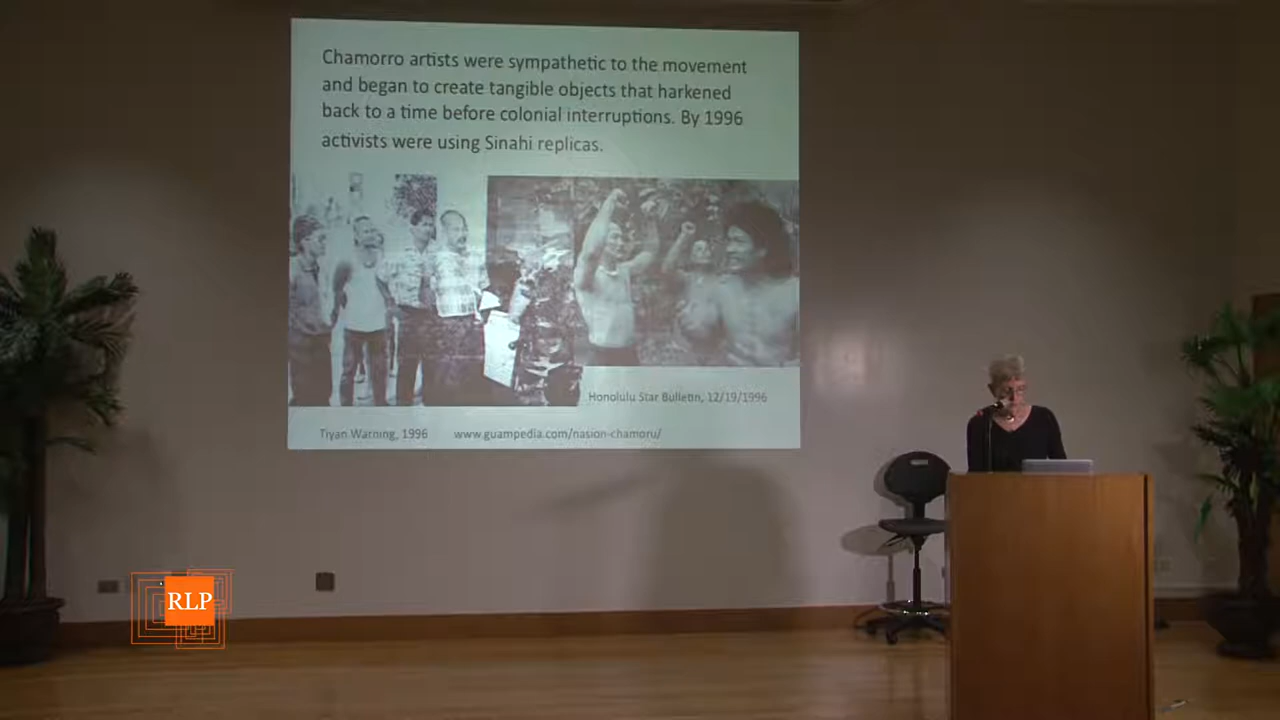 Chamorro artists were sympathetic to the movement
and began to create tangible objects that harkened
back to a time before colonial interruptions. By 1996
activists were using Sinahi replicas.
Honolulu Star Bulletin, 12/19/1996
Tiyan Warning, 1996 www.guampedia.com/nasion-chamoru/
RLP